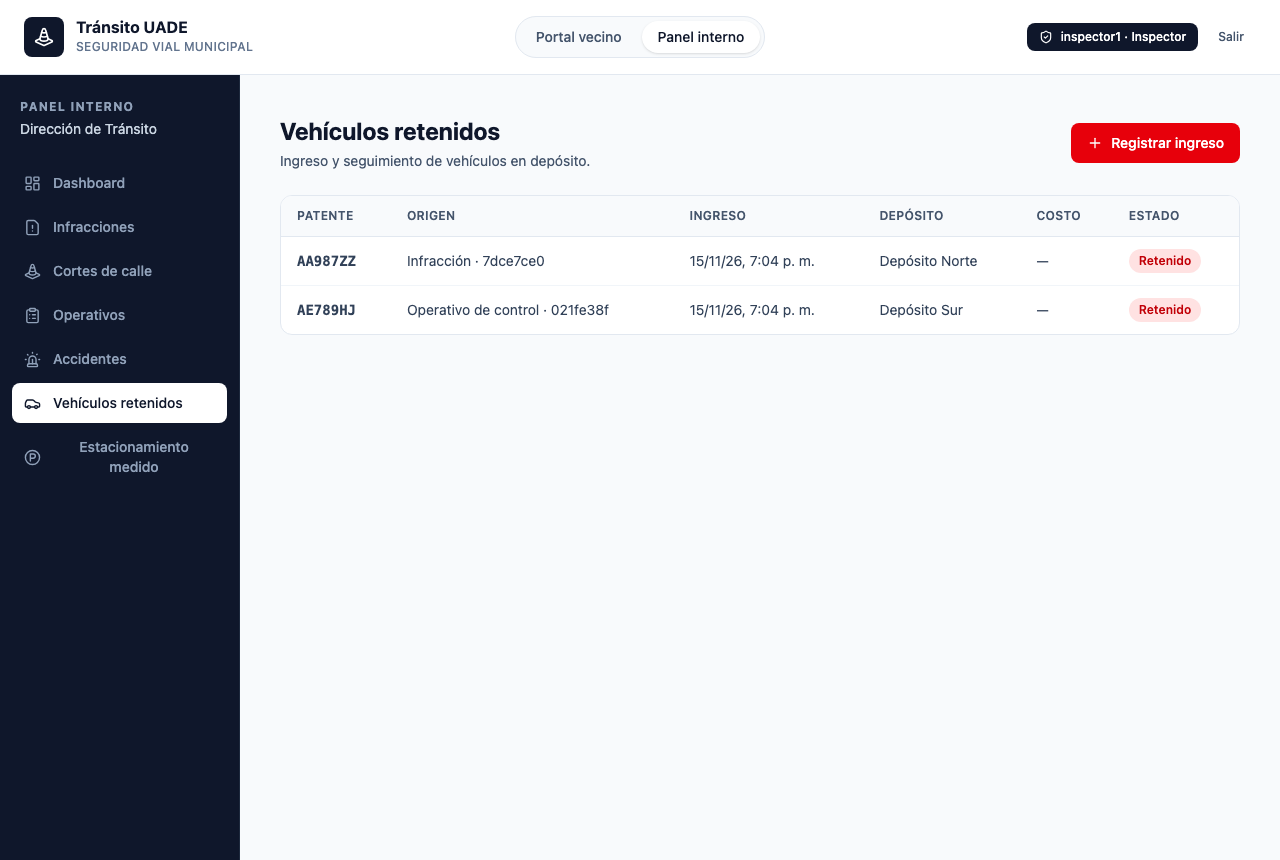 Tránsito UADE
SEGURIDAD VIAL MUNICIPAL
Portal vecino
Panel interno
inspector1 · Inspector
Salir
PANEL INTERNO
Dirección de Tránsito
Dashboard
Infracciones
Cortes de calle
Operativos
Accidentes
Vehículos retenidos
Estacionamiento
medido
Vehículos retenidos
Ingreso y seguimiento de vehículos en depósito.
+ Registrar ingreso
PATENTE ORIGEN INGRESO DEPÓSITO COSTO ESTADO
AA987ZZ Infracción · 7dce7ce0 15/11/26, 7:04 p. m. Depósito Norte — Retenido
AE789HJ Operativo de control · 021fe38f 15/11/26, 7:04 p. m. Depósito Sur — Retenido